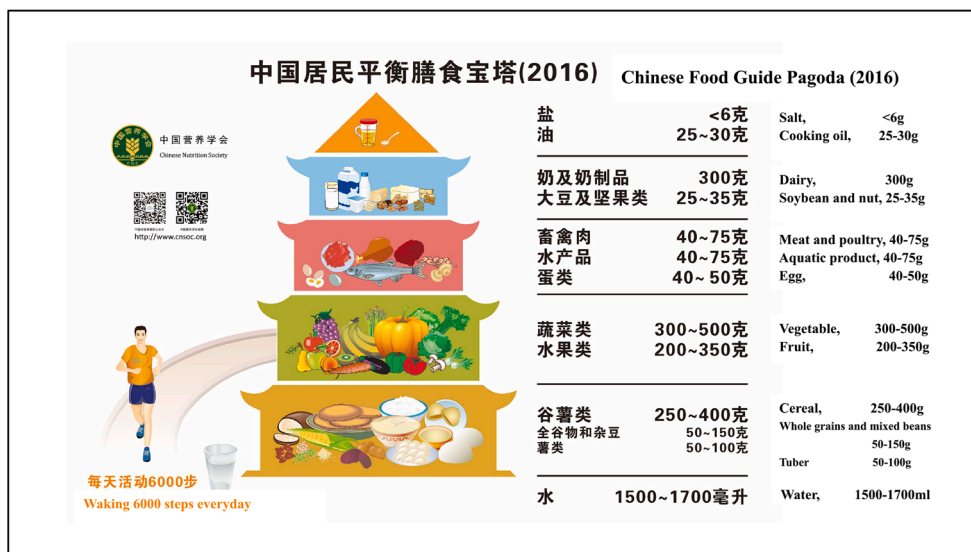 中国居民平衡膳食宝塔(2016)
Chinese Food Guide Pagoda (2016)
中国营养学会
Chinese Nutrition Society
http://www.cnsoc.org
盐 <6克
油 25~30克
奶及奶制品 300克
大豆及坚果类 25~35克
畜禽肉 40~75克
水产品 40~75克
蛋类 40~50克
蔬菜类 300~500克
水果类 200~350克
谷薯类 250~400克
全谷物和杂豆 50~150克
薯类 50~100克
水 1500~1700毫升
Salt, <6g
Cooking oil, 25-30g
Dairy, 300g
Soybean and nut, 25-35g
Meat and poultry, 40-75g
Aquatic product, 40-75g
Egg, 40-50g
Vegetable, 300-500g
Fruit, 200-350g
Cereal, 250-400g
Whole grains and mixed beans
50-150g
Tuber 50-100g
Water, 1500-1700ml
每天活动6000步
Waking 6000 steps everyday